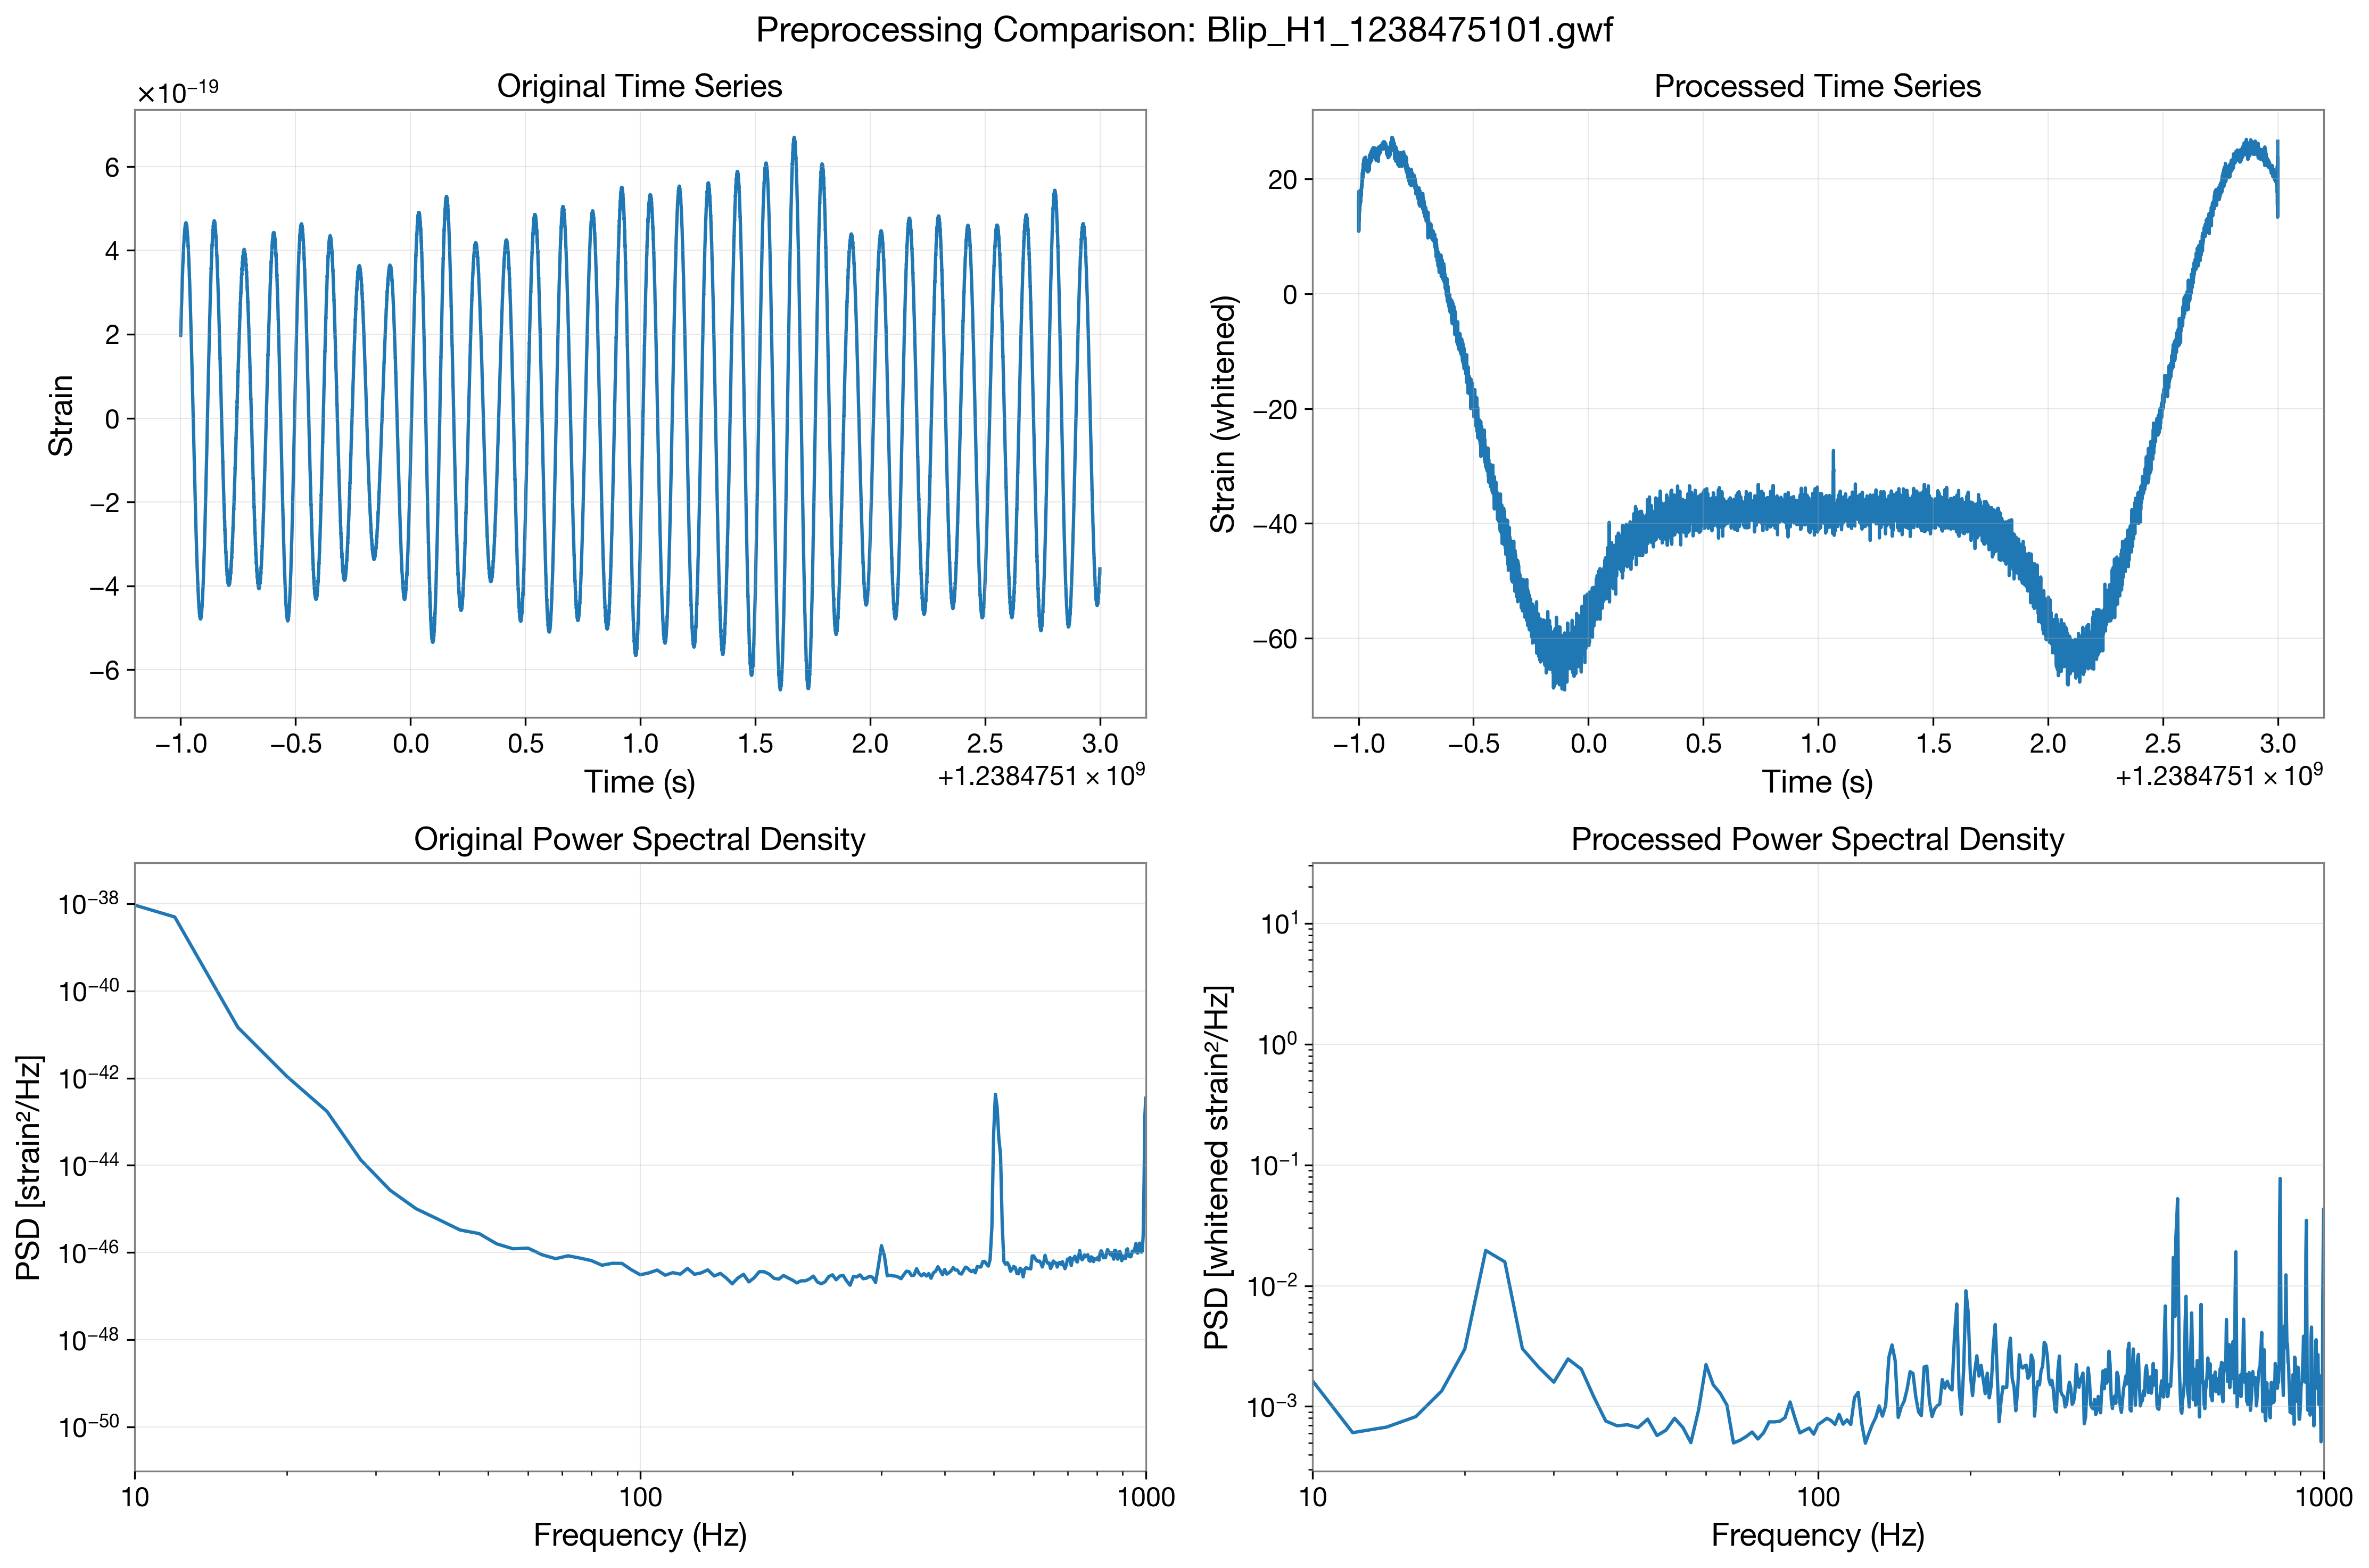 Preprocessing Comparison: Blip_H1_1238475101.gwf
Original Time Series
×10⁻¹⁹
Strain
6
4
2
0
−2
−4
−6
−1.0 −0.5 0.0 0.5 1.0 1.5 2.0 2.5 3.0
+1.2384751 × 10⁹
Time (s)
Processed Time Series
Strain (whitened)
20
0
−20
−40
−60
−1.0 −0.5 0.0 0.5 1.0 1.5 2.0 2.5 3.0
+1.2384751 × 10⁹
Time (s)
Original Power Spectral Density
PSD [strain²/Hz]
10⁻³⁸
10⁻⁴⁰
10⁻⁴²
10⁻⁴⁴
10⁻⁴⁶
10⁻⁴⁸
10⁻⁵⁰
10 100 1000
Frequency (Hz)
Processed Power Spectral Density
PSD [whitened strain²/Hz]
10¹
10⁰
10⁻¹
10⁻²
10⁻³
10 100 1000
Frequency (Hz)